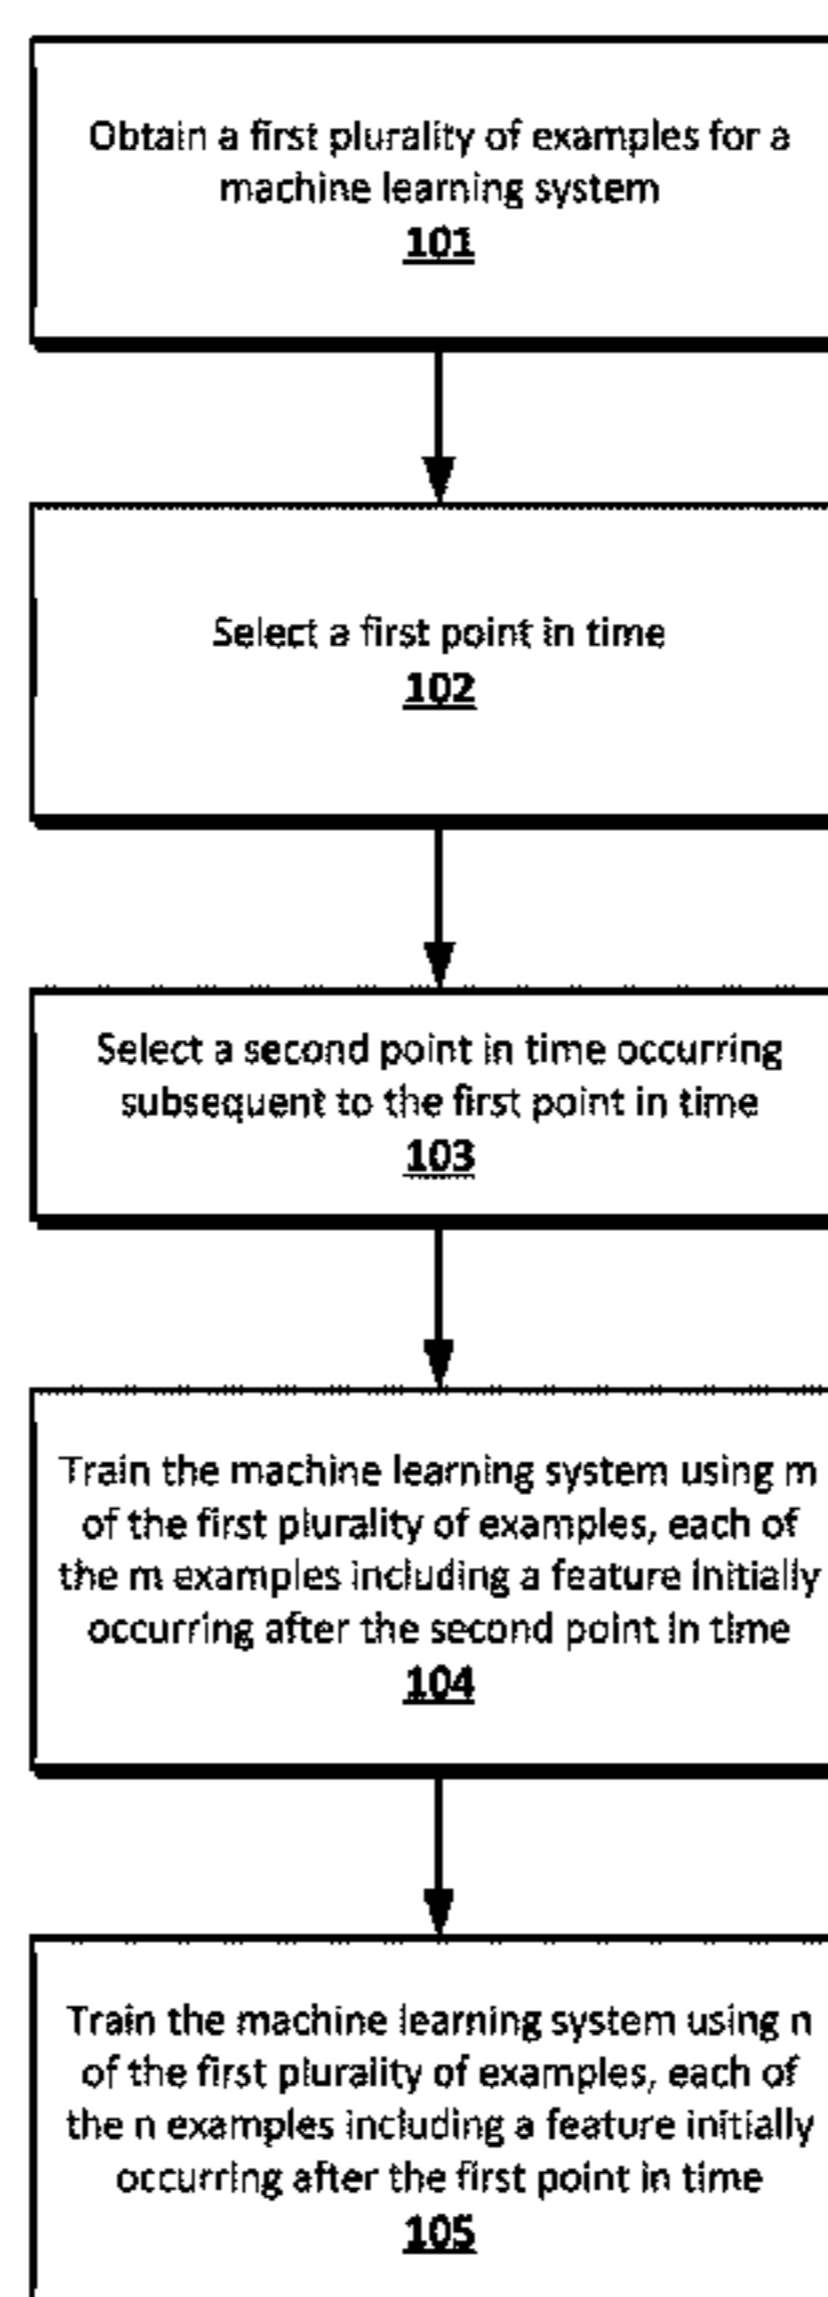 Obtain a first plurality of examples for a
machine learning system
101
Select a first point in time
102
Select a second point in time occurring
subsequent to the first point in time
103
Train the machine learning system using m
of the first plurality of examples, each of
the m examples including a feature initially
occurring after the second point in time
104
Train the machine learning system using n
of the first plurality of examples, each of
the n examples including a feature initially
occurring after the first point in time
105